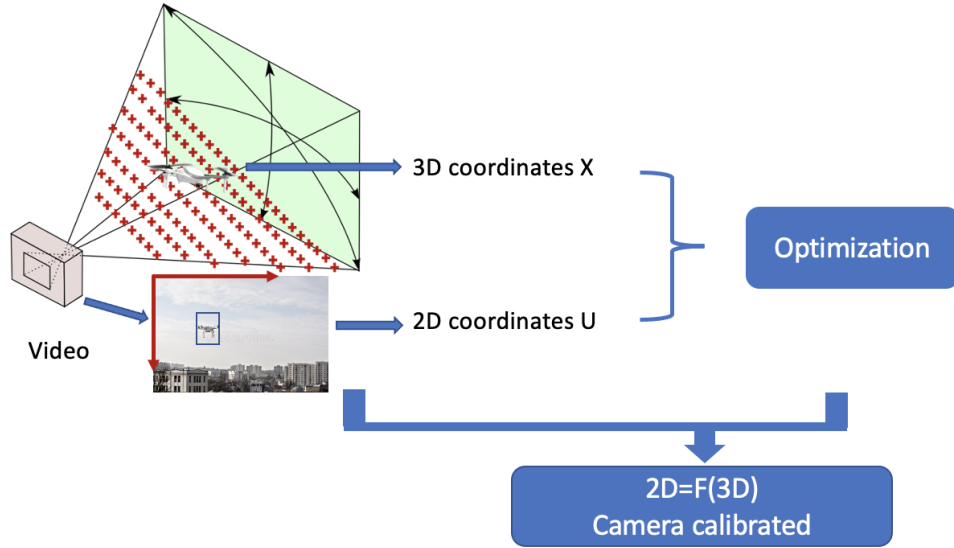 3D coordinates X
Optimization
2D coordinates U
Video
2D=F(3D)
Camera calibrated